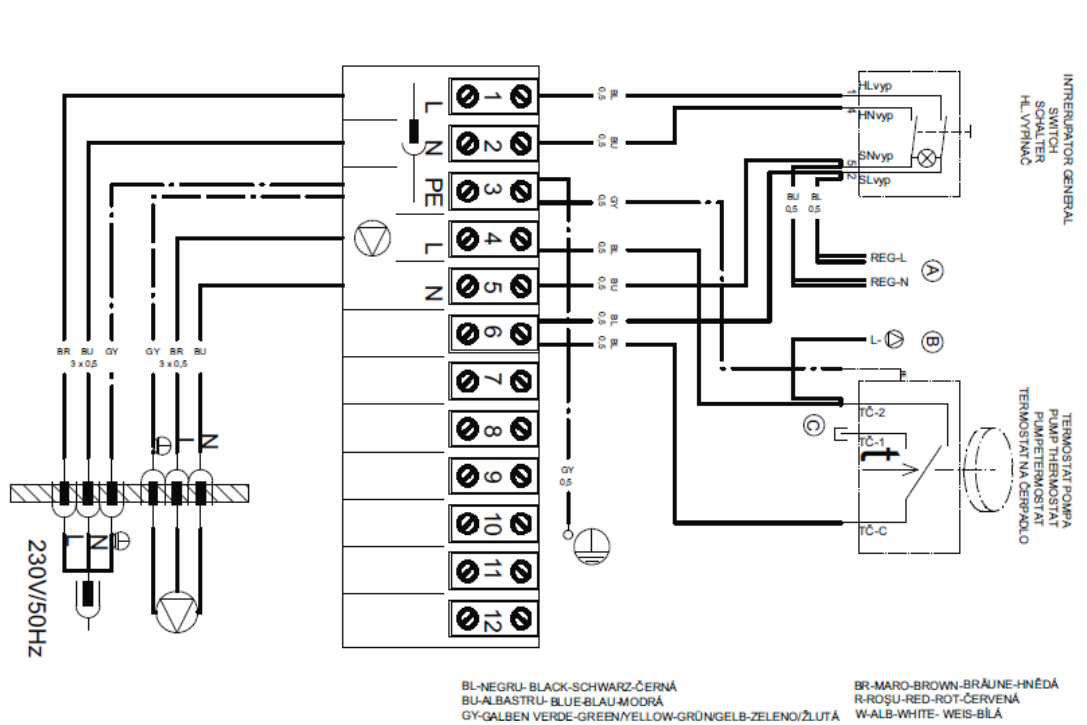 L
1
N
2
PE
3
L
4
N
5
6
7
8
9
10
11
12
BL
0,5
BU
0,5
GY
0,5
BL
0,5
BU
0,5
BL
0,5
BL
0,5
HLvyp
1
HNvyp
4
SNvyp
5
SLvyp
2
BU
0,5
BL
0,5
REG-L
REG-N
A
L-
B
TČ-2
C
TČ-1
t
TČ-C
GY
0,5
INTRERUPATOR GENERAL
SWITCH
SCHALTER
HL.VYPÍNAČ
TERMOSTAT POMPA
PUMP THERMOSTAT
PUMPETERMOSTAT
TERMOSTAT NA ČERPADLO
BR BU GY
3 x 0,5
GY BR BU
3 x 0,5
L N
L N
230V/50Hz
BL-NEGRU- BLACK-SCHWARZ-ČERNÁ
BU-ALBASTRU- BLUE-BLAU-MODRÁ
GY-GALBEN VERDE-GREEN/YELLOW-GRÜN/GELB-ZELENO/ŽLUTÁ
BR-MARO-BROWN-BRÄUNE-HNĚDÁ
R-ROŞU-RED-ROT-ČERVENÁ
W-ALB-WHITE- WEIS-BÍLÁ